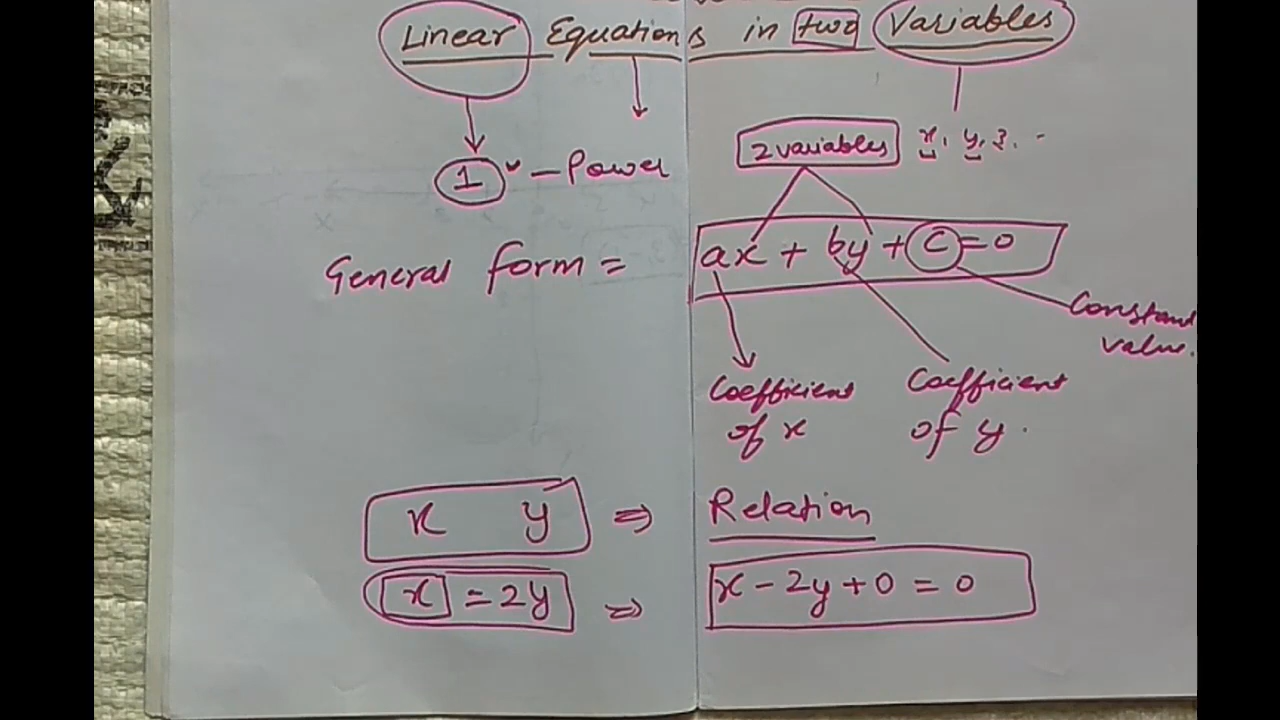 Linear Equations in two Variables
2 variables x, y, z, -
1 - Power
General form = ax + by + c = 0
Constant
value.
Coefficient Coefficient
of x of y.
x y ⇒ Relation
x = 2y ⇒ x - 2y + 0 = 0